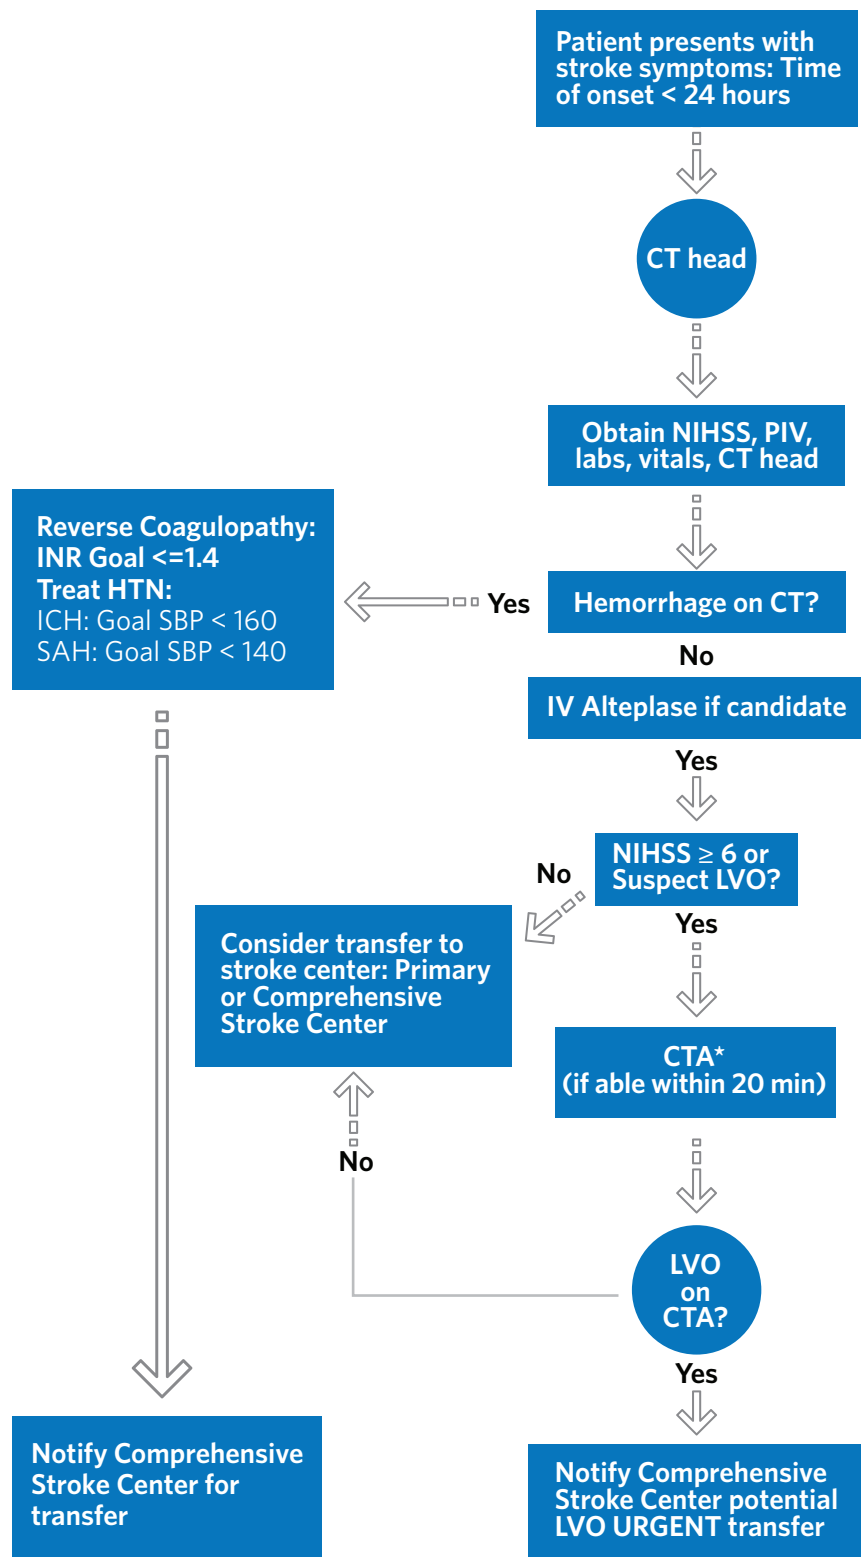 Patient presents with
stroke symptoms: Time
of onset < 24 hours
CT head
Obtain NIHSS, PIV,
labs, vitals, CT head
Hemorrhage on CT?
Yes
Reverse Coagulopathy:
INR Goal <=1.4
Treat HTN:
ICH: Goal SBP < 160
SAH: Goal SBP < 140
No
IV Alteplase if candidate
Yes
NIHSS ≥ 6 or
Suspect LVO?
No
Consider transfer to
stroke center: Primary
or Comprehensive
Stroke Center
Yes
CTA*
(if able within 20 min)
No
LVO
on
CTA?
Yes
Notify Comprehensive
Stroke Center for
transfer
Notify Comprehensive
Stroke Center potential
LVO URGENT transfer